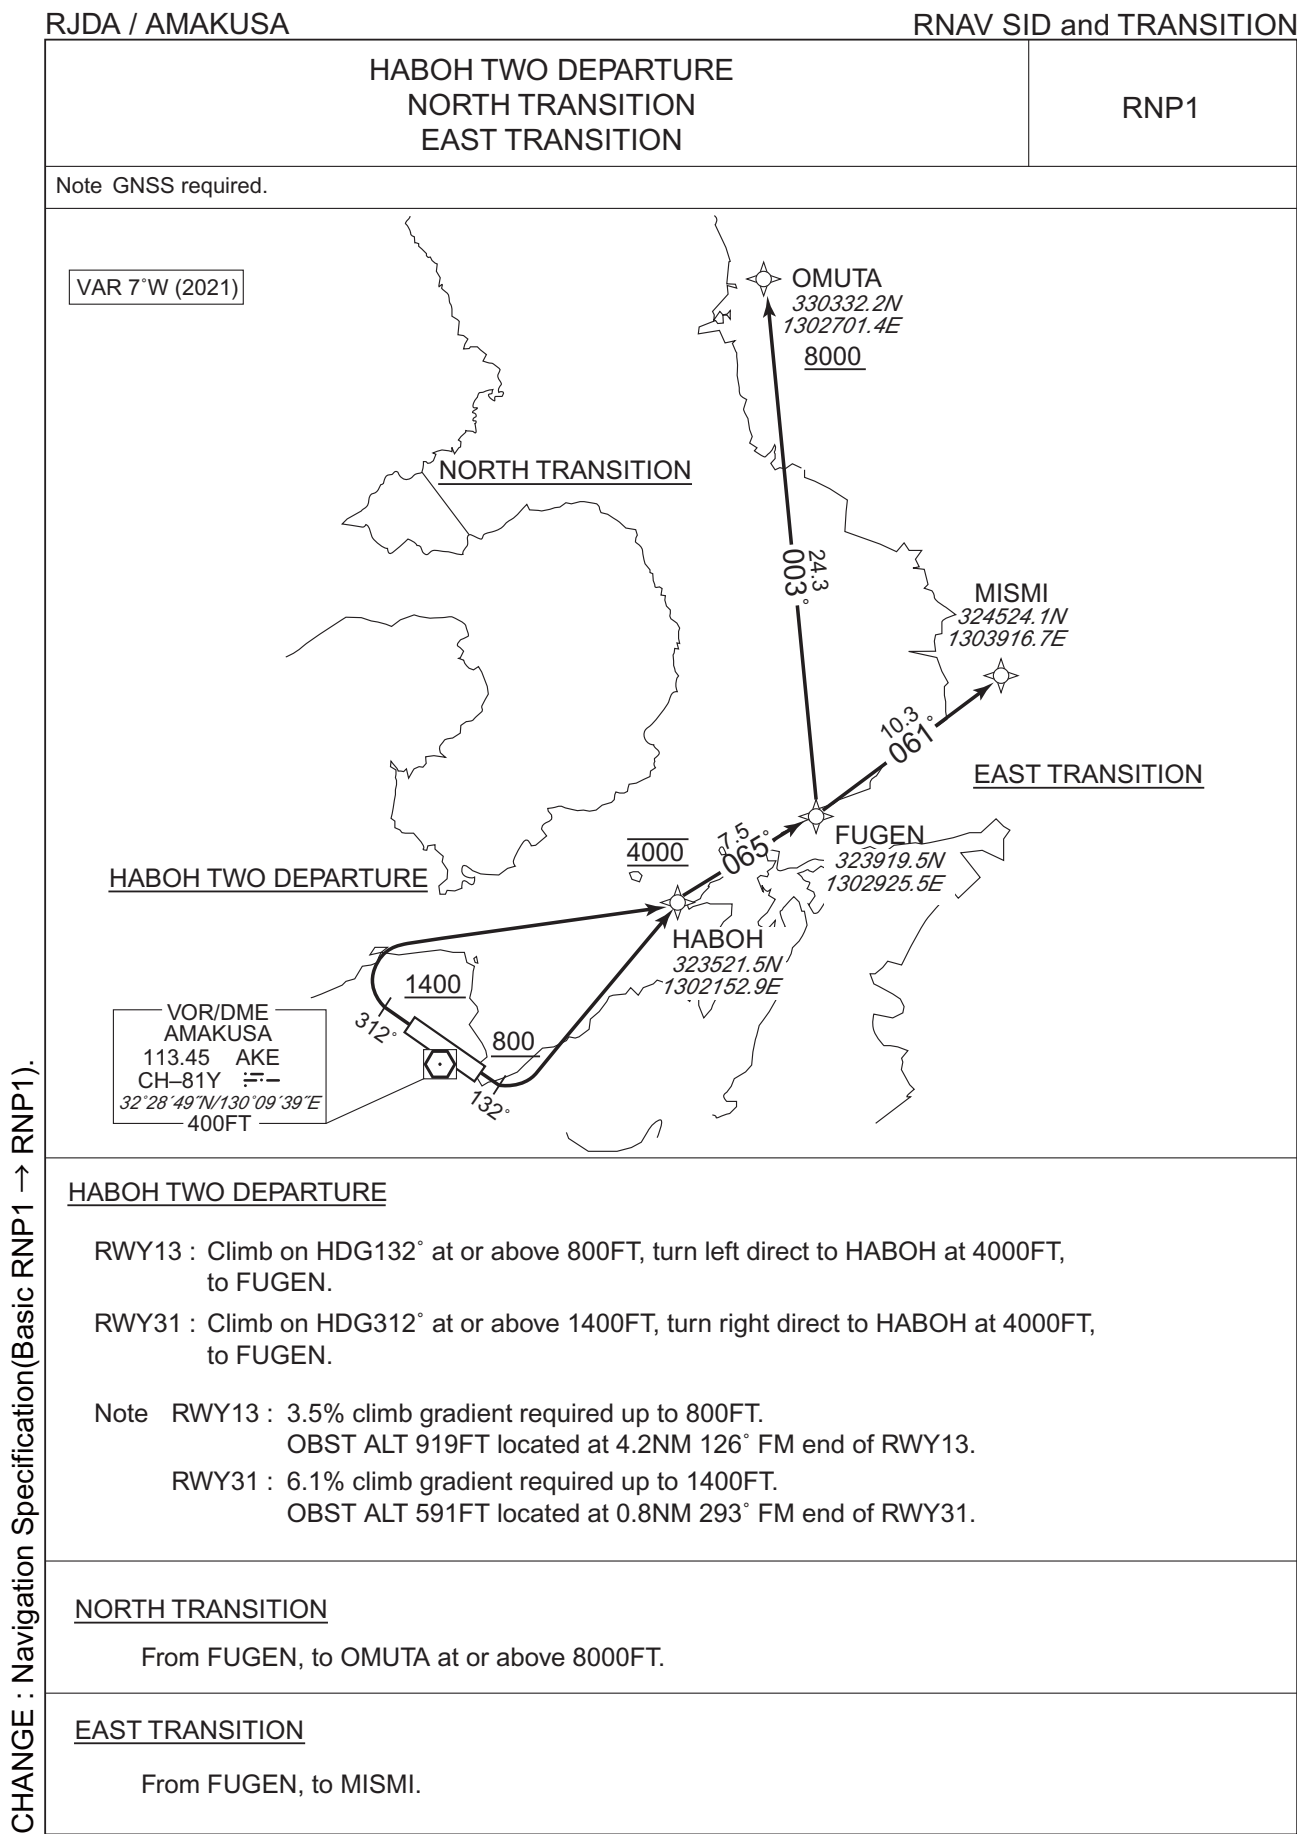 RJDA / AMAKUSA
RNAV SID and TRANSITION
HABOH TWO DEPARTURE
NORTH TRANSITION
EAST TRANSITION
RNP1
Note GNSS required.
VAR 7°W (2021)
OMUTA
330332.2N
1302701.4E
8000
NORTH TRANSITION
24.3
003°
MISMI
324524.1N
1303916.7E
10.3
061°
EAST TRANSITION
FUGEN
323919.5N
1302925.5E
7.5
065°
4000
HABOH TWO DEPARTURE
HABOH
323521.5N
1302152.9E
1400
312°
800
132°
VOR/DME
AMAKUSA
113.45 AKE
CH–81Y
32°28´49˝N/130°09´39˝E
400FT
HABOH TWO DEPARTURE
RWY13 : Climb on HDG132° at or above 800FT, turn left direct to HABOH at 4000FT,
to FUGEN.
RWY31 : Climb on HDG312° at or above 1400FT, turn right direct to HABOH at 4000FT,
to FUGEN.
Note RWY13 : 3.5% climb gradient required up to 800FT.
OBST ALT 919FT located at 4.2NM 126° FM end of RWY13.
RWY31 : 6.1% climb gradient required up to 1400FT.
OBST ALT 591FT located at 0.8NM 293° FM end of RWY31.
NORTH TRANSITION
From FUGEN, to OMUTA at or above 8000FT.
EAST TRANSITION
From FUGEN, to MISMI.
CHANGE : Navigation Specification(Basic RNP1 → RNP1).